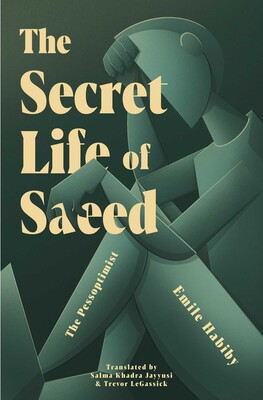 The
Secret
Life of
Saeed
The Pessoptimist
Emile Habiby
Translated by
Salma Khadra Jayyusi
& Trevor LeGassick